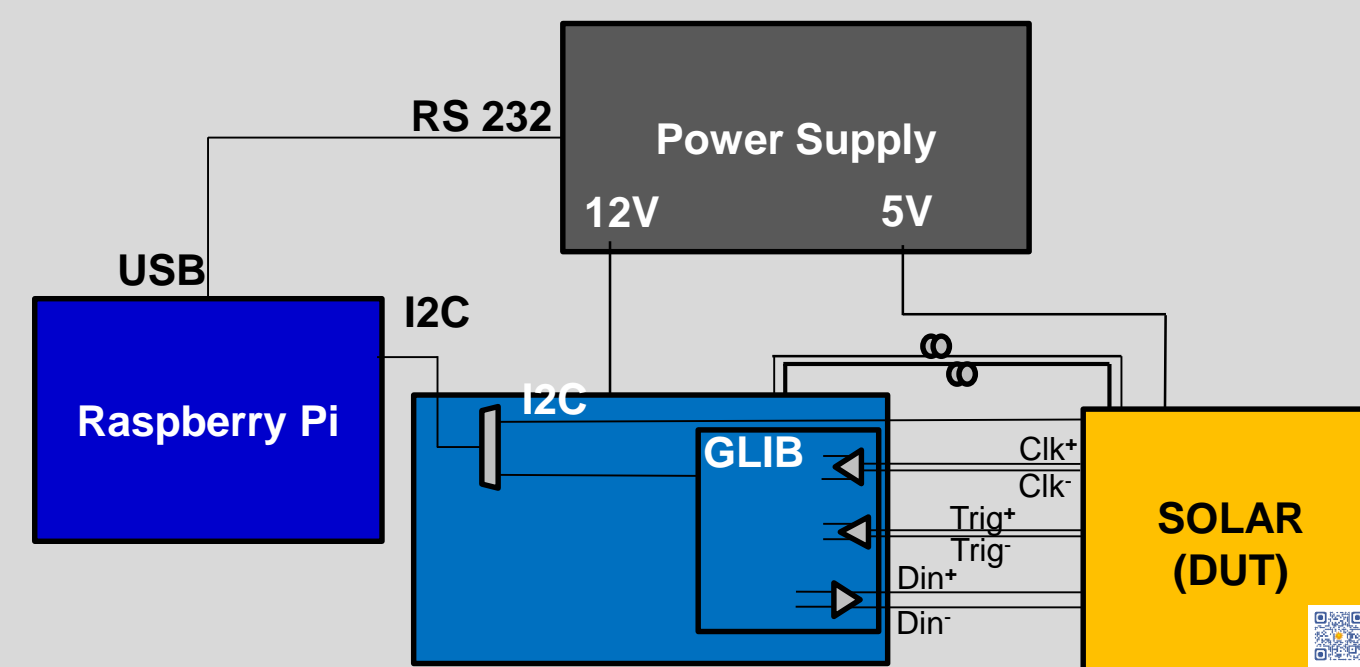 RS 232
Power Supply
12V
5V
USB
I2C
I2C
Raspberry Pi
GLIB
Clk+
Clk-
Trig+
Trig-
Din+
Din-
SOLAR
(DUT)